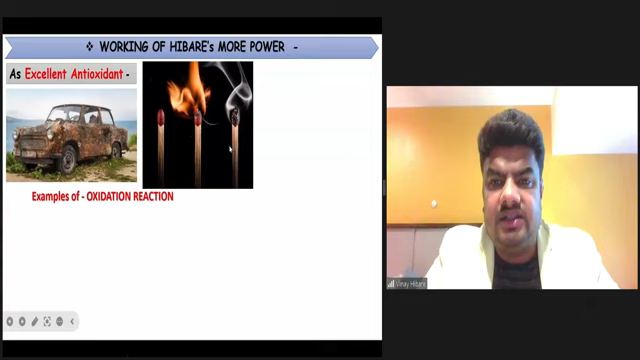 ❖ WORKING OF HIBARE's MORE POWER -
As Excellent Antioxidant -
Examples of - OXIDATION REACTION
Vinay Hibare